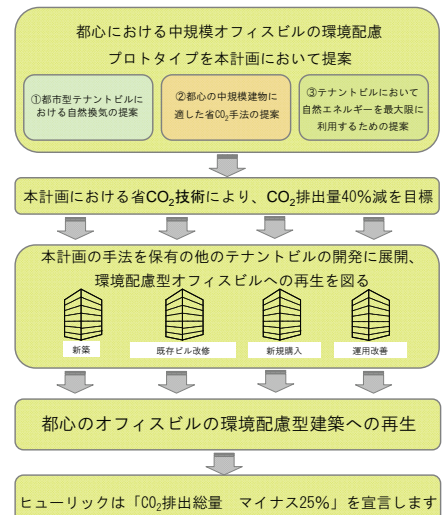 都心における中規模オフィスビルの環境配慮
プロトタイプを本計画において提案
①都市型テナントビルに
おける自然換気の提案
②都心の中規模建物に
適した省CO₂手法の提案
③テナントビルにおいて
自然エネルギーを最大限に
利用するための提案
本計画における省CO₂技術により、CO₂排出量40%減を目標
本計画の手法を保有の他のテナントビルの開発に展開、
環境配慮型オフィスビルへの再生を図る
新築
既存ビル改修
新規購入
運用改善
都心のオフィスビルの環境配慮型建築への再生
ヒューリックは「CO₂排出総量　マイナス25%」を宣言します